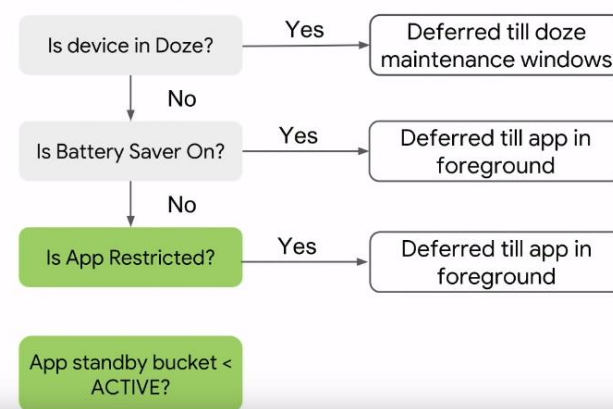 Is device in Doze?
Yes
Deferred till doze
maintenance windows
No
Is Battery Saver On?
Yes
Deferred till app in
foreground
No
Is App Restricted?
Yes
Deferred till app in
foreground
App standby bucket <
ACTIVE?